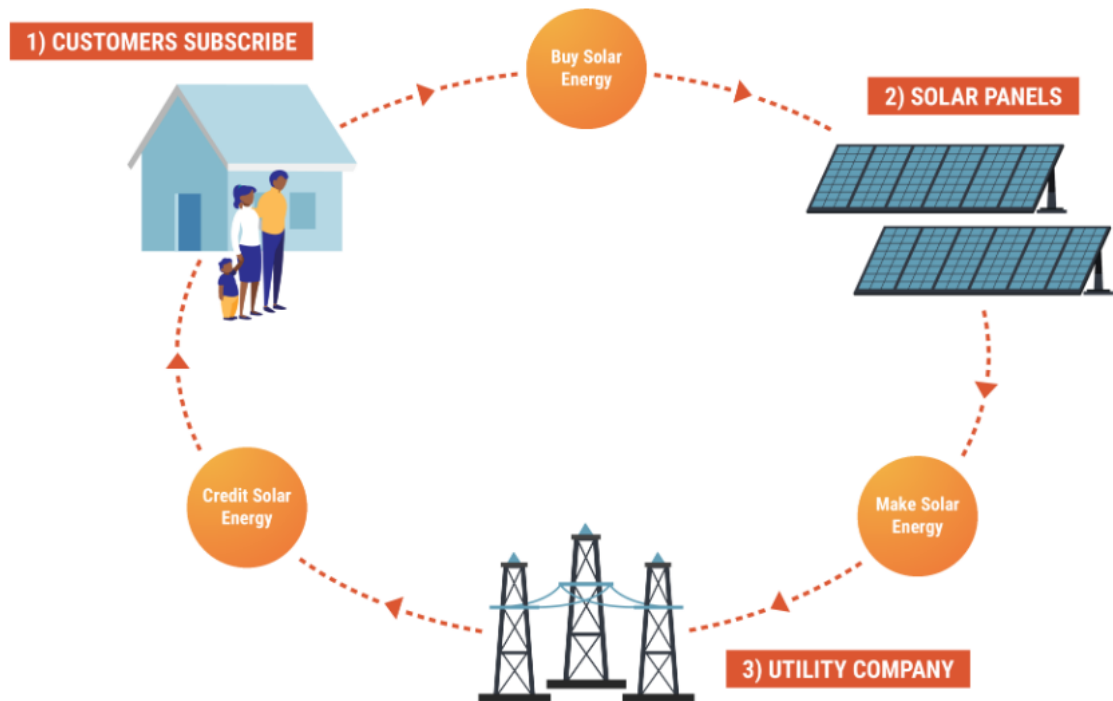 1) CUSTOMERS SUBSCRIBE
Buy Solar
Energy
2) SOLAR PANELS
Make Solar
Energy
3) UTILITY COMPANY
Credit Solar
Energy